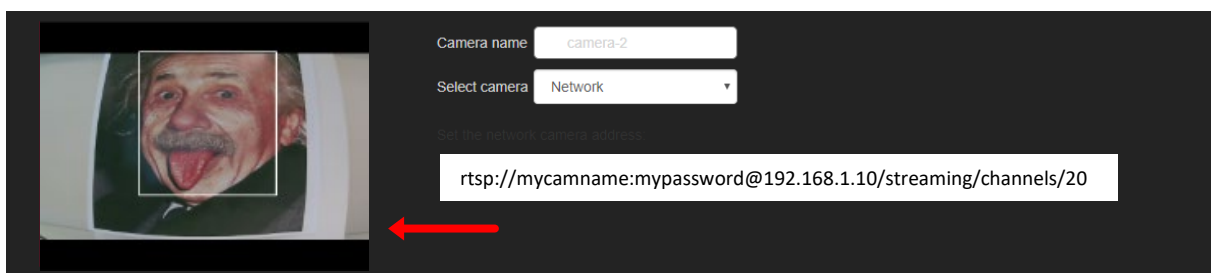 Camera name camera-2
Select camera Network
Set the network camera address:
rtsp://mycamname:mypassword@192.168.1.10/streaming/channels/20